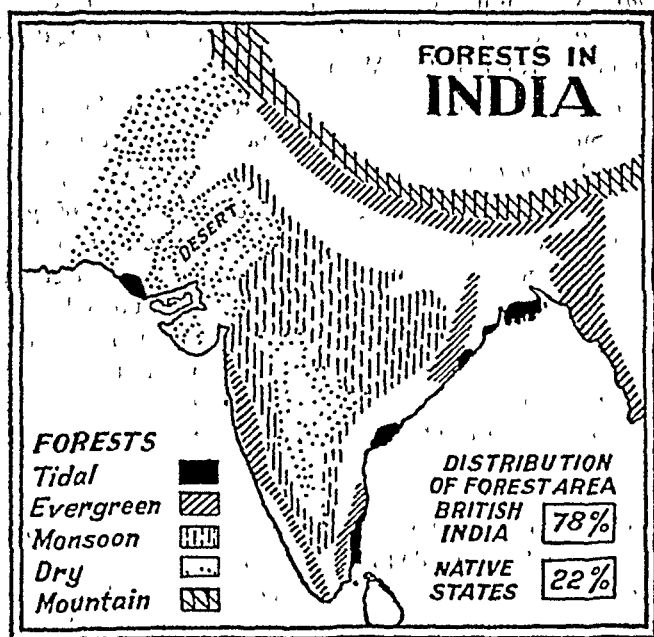 FORESTS IN
INDIA
DESERT
FORESTS
Tidal
Evergreen
Monsoon
Dry
Mountain
DISTRIBUTION
OF FOREST AREA
BRITISH
INDIA
78%
NATIVE
STATES
22%